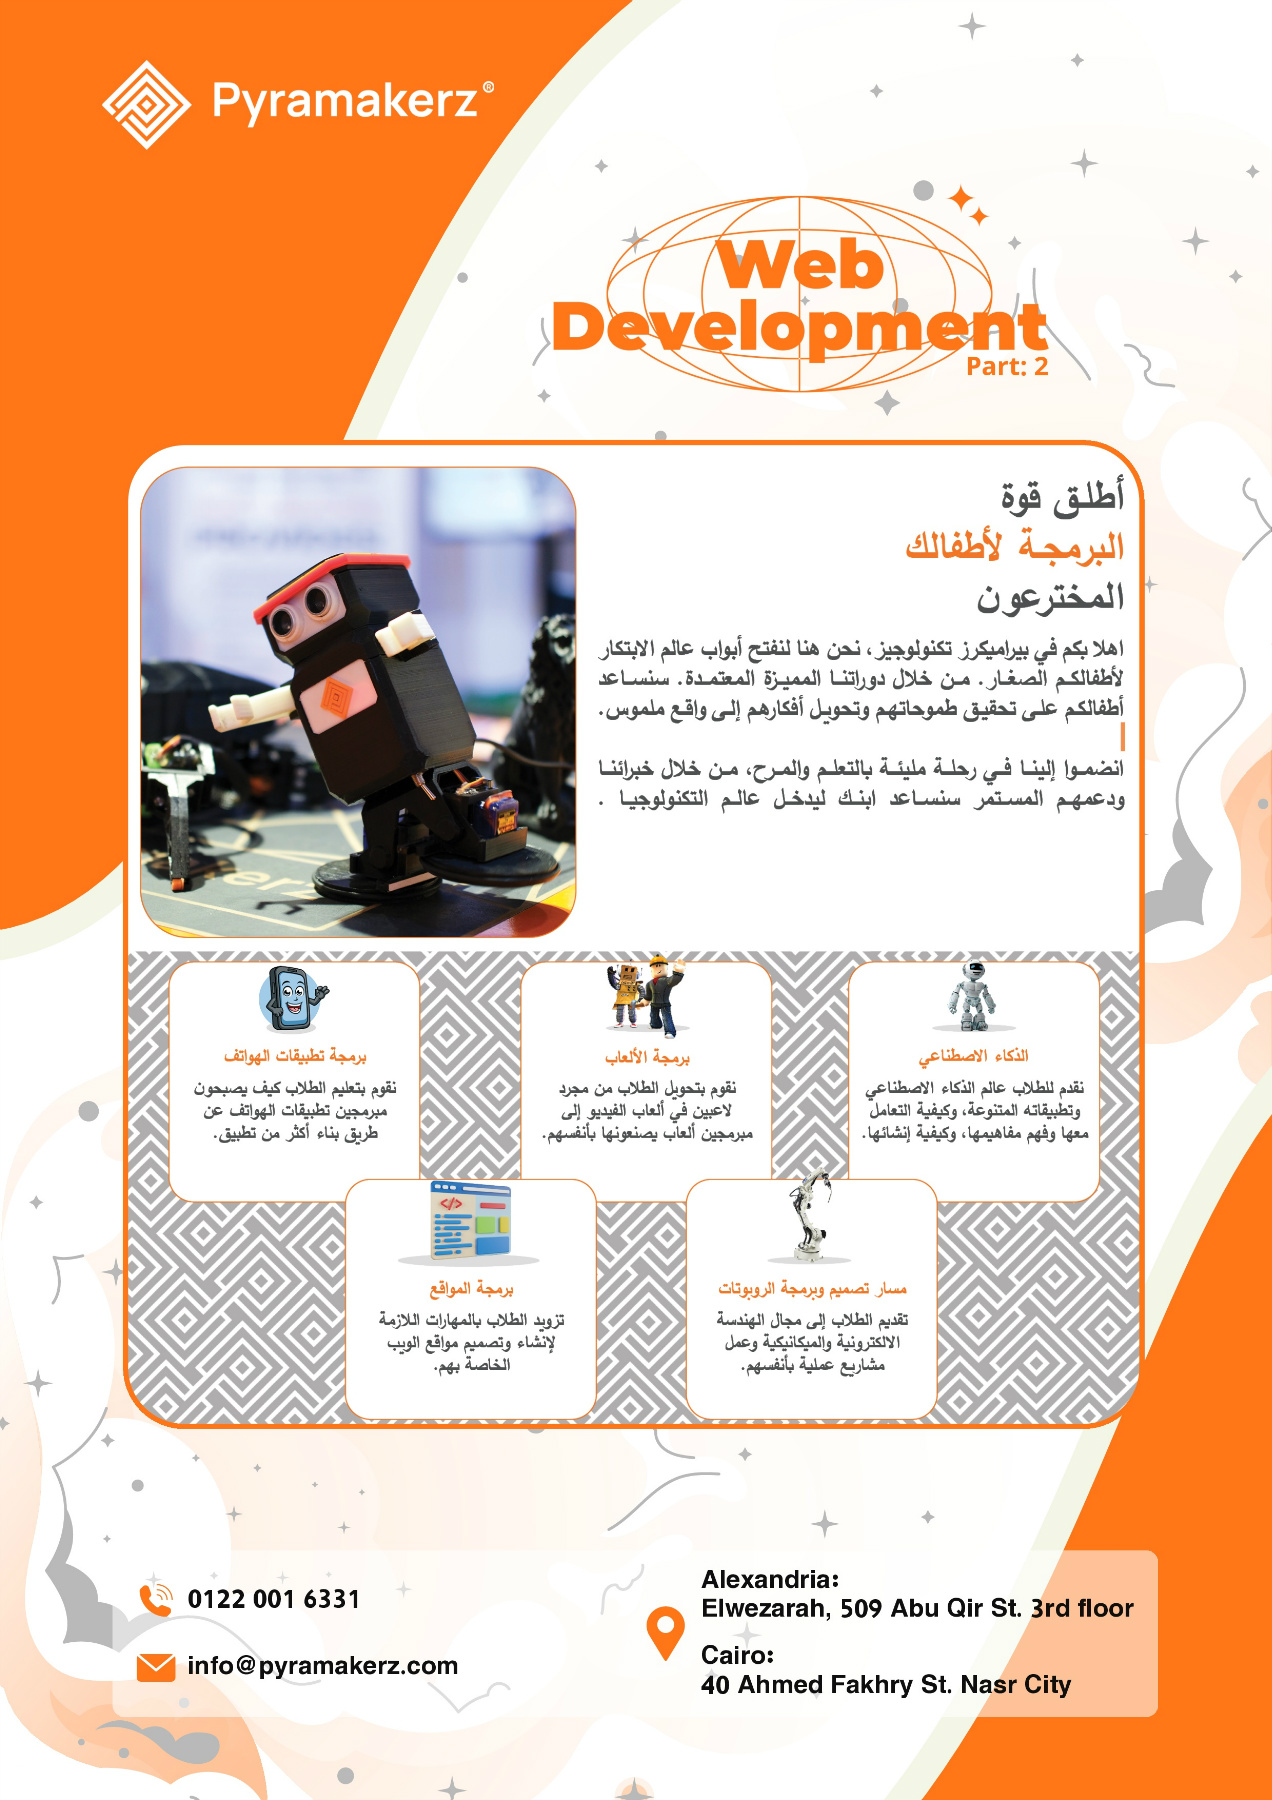 Pyramakerz®
Web
Development
Part: 2
أطلق قوة
البرمجة لأطفالك
المخترعون
اهلا بكم في بيراميكرز تكنولوجيز، نحن هنا لنفتح أبواب عالم الابتكار
لأطفالكم الصغار. من خلال دوراتنا المميزة المعتمدة. سنساعد
أطفالكم على تحقيق طموحاتهم وتحويل أفكارهم إلى واقع ملموس.
انضموا إلينا في رحلة مليئة بالتعلم والمرح، من خلال خبرائنا
ودعمهم المستمر سنساعد ابنك ليدخل عالم التكنولوجيا .
الذكاء الاصطناعي
نقدم للطلاب عالم الذكاء الاصطناعي
وتطبيقاته المتنوعة، وكيفية التعامل
معها وفهم مفاهيمها، وكيفية إنشائها.
برمجة الألعاب
نقوم بتحويل الطلاب من مجرد
لاعبين في ألعاب الفيديو إلى
مبرمجين ألعاب يصنعونها بأنفسهم.
برمجة تطبيقات الهواتف
نقوم بتعليم الطلاب كيف يصبحون
مبرمجين تطبيقات الهواتف عن
طريق بناء أكثر من تطبيق.
مسار تصميم وبرمجة الروبوتات
تقديم الطلاب إلى مجال الهندسة
الالكترونية والميكانيكية وعمل
مشاريع عملية بأنفسهم.
برمجة المواقع
تزويد الطلاب بالمهارات اللازمة
لإنشاء وتصميم مواقع الويب
الخاصة بهم.
0122 001 6331
info@pyramakerz.com
Alexandria:
Elwezarah, 509 Abu Qir St. 3rd floor
Cairo:
40 Ahmed Fakhry St. Nasr City